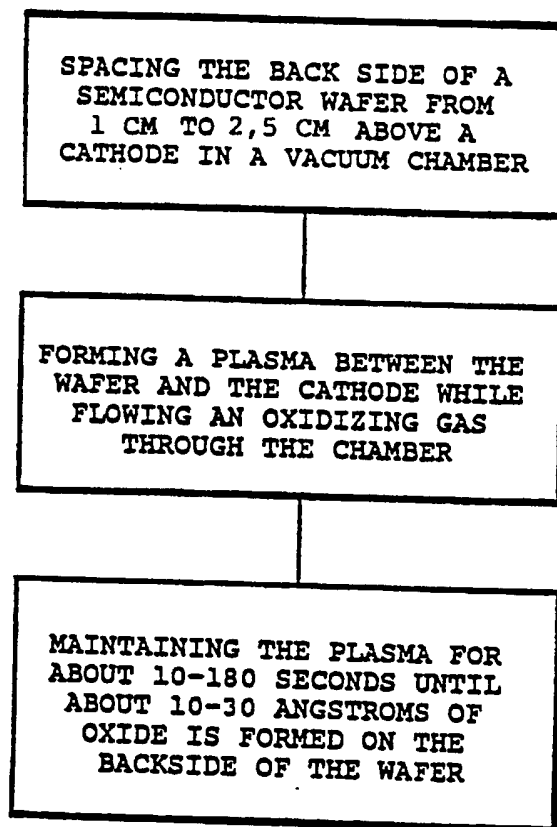 SPACING THE BACK SIDE OF A
SEMICONDUCTOR WAFER FROM
1 CM TO 2,5 CM ABOVE A
CATHODE IN A VACUUM CHAMBER
FORMING A PLASMA BETWEEN THE
WAFER AND THE CATHODE WHILE
FLOWING AN OXIDIZING GAS
THROUGH THE CHAMBER
MAINTAINING THE PLASMA FOR
ABOUT 10-180 SECONDS UNTIL
ABOUT 10-30 ANGSTROMS OF
OXIDE IS FORMED ON THE
BACKSIDE OF THE WAFER